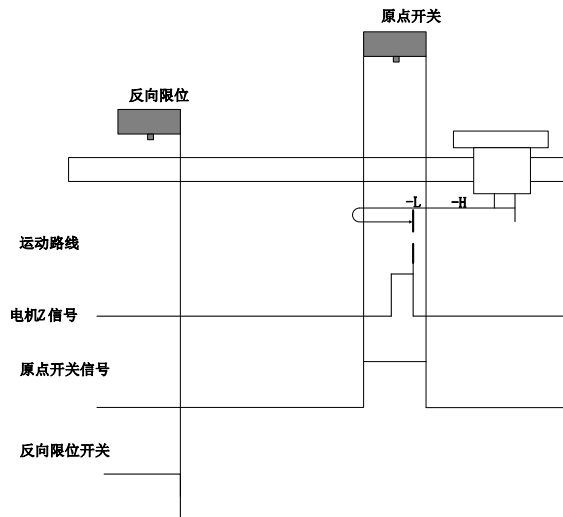 原点开关
反向限位
-L
-H
运动路线
电机Z信号
原点开关信号
反向限位开关